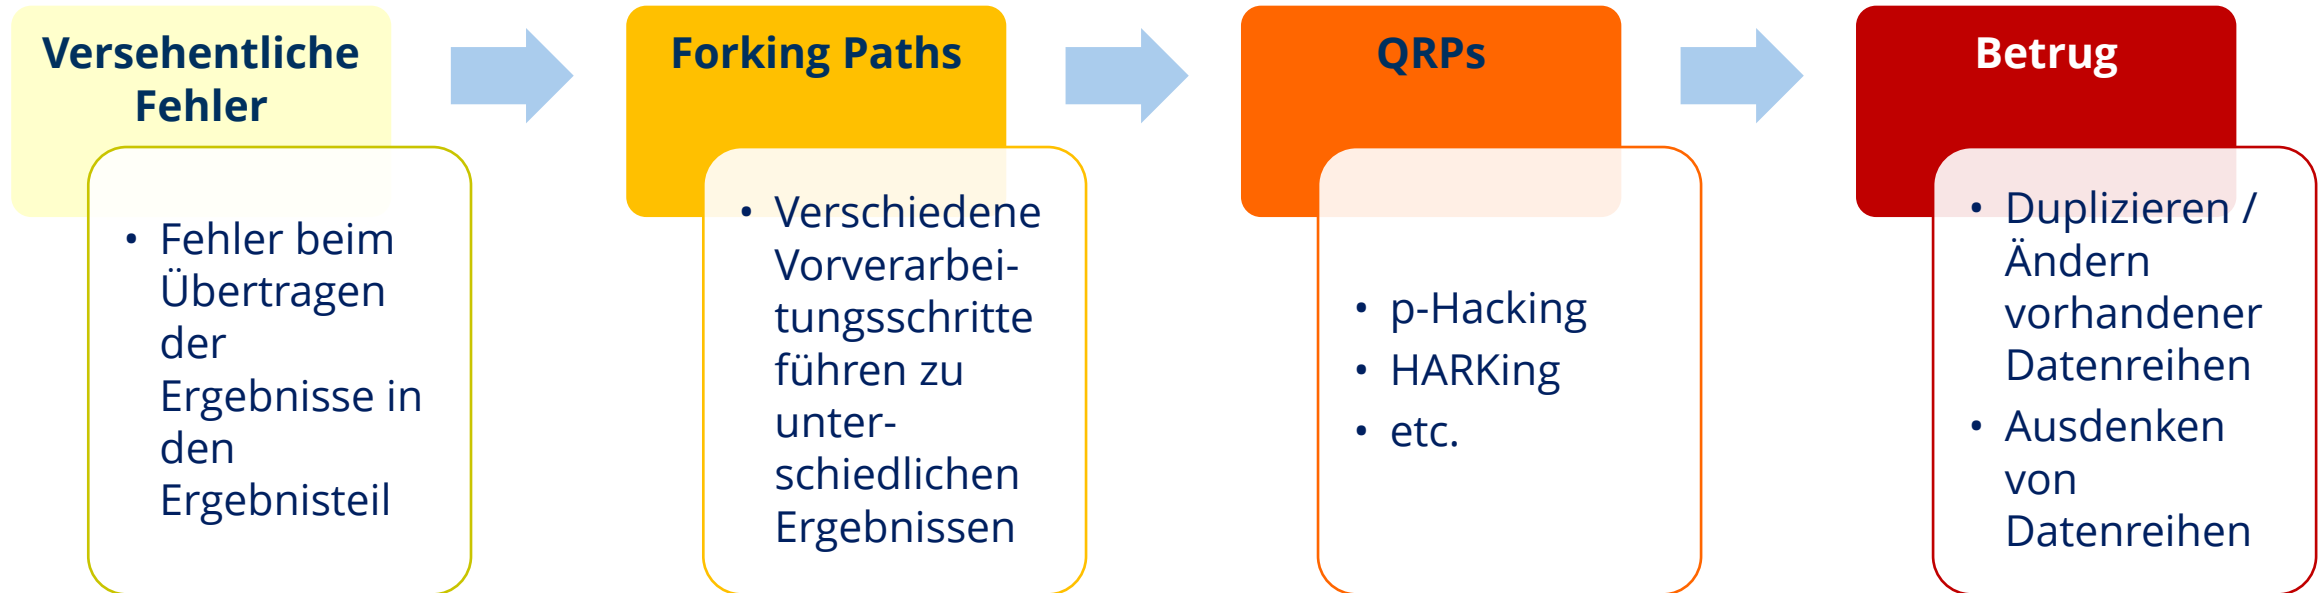 Versehentliche
Fehler
• Fehler beim
Übertragen
der
Ergebnisse in
den
Ergebnisteil
Forking Paths
• Verschiedene
Vorverarbei-
tungsschritte
führen zu
unter-
schiedlichen
Ergebnissen
QRPs
• p-Hacking
• HARKing
• etc.
Betrug
• Duplizieren /
Ändern
vorhandener
Datenreihen
• Ausdenken
von
Datenreihen